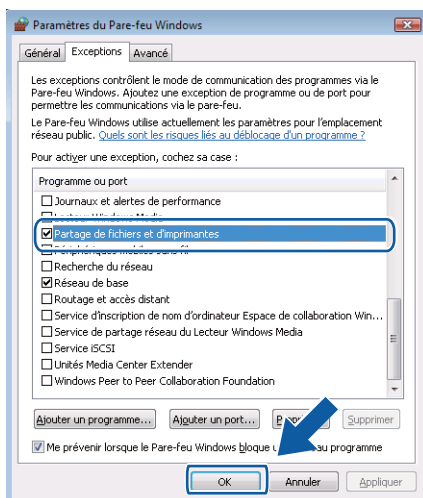 Paramètres du Pare-feu Windows
Général Exceptions Avancé
Les exceptions contrôlent le mode de communication des programmes via le
Pare-feu Windows. Ajoutez une exception de programme ou de port pour
permettre les communications via le pare-feu.
Le Pare-feu Windows utilise actuellement les paramètres pour l'emplacement
réseau public. Quels sont les risques liés au déblocage d'un programme ?
Pour activer une exception, cochez sa case :
Programme ou port
Journaux et alertes de performance
Partage de fichiers et d'imprimantes
Recherche du réseau
Réseau de base
Routage et accès distant
Service d'inscription de nom d'ordinateur Espace de collaboration Win...
Service de partage réseau du Lecteur Windows Media
Service iSCSI
Unités Media Center Extender
Windows Peer to Peer Collaboration Foundation
Ajouter un programme... Ajouter un port... Supprimer
Me prévenir lorsque le Pare-feu Windows bloque programme
OK Annuler Appliquer